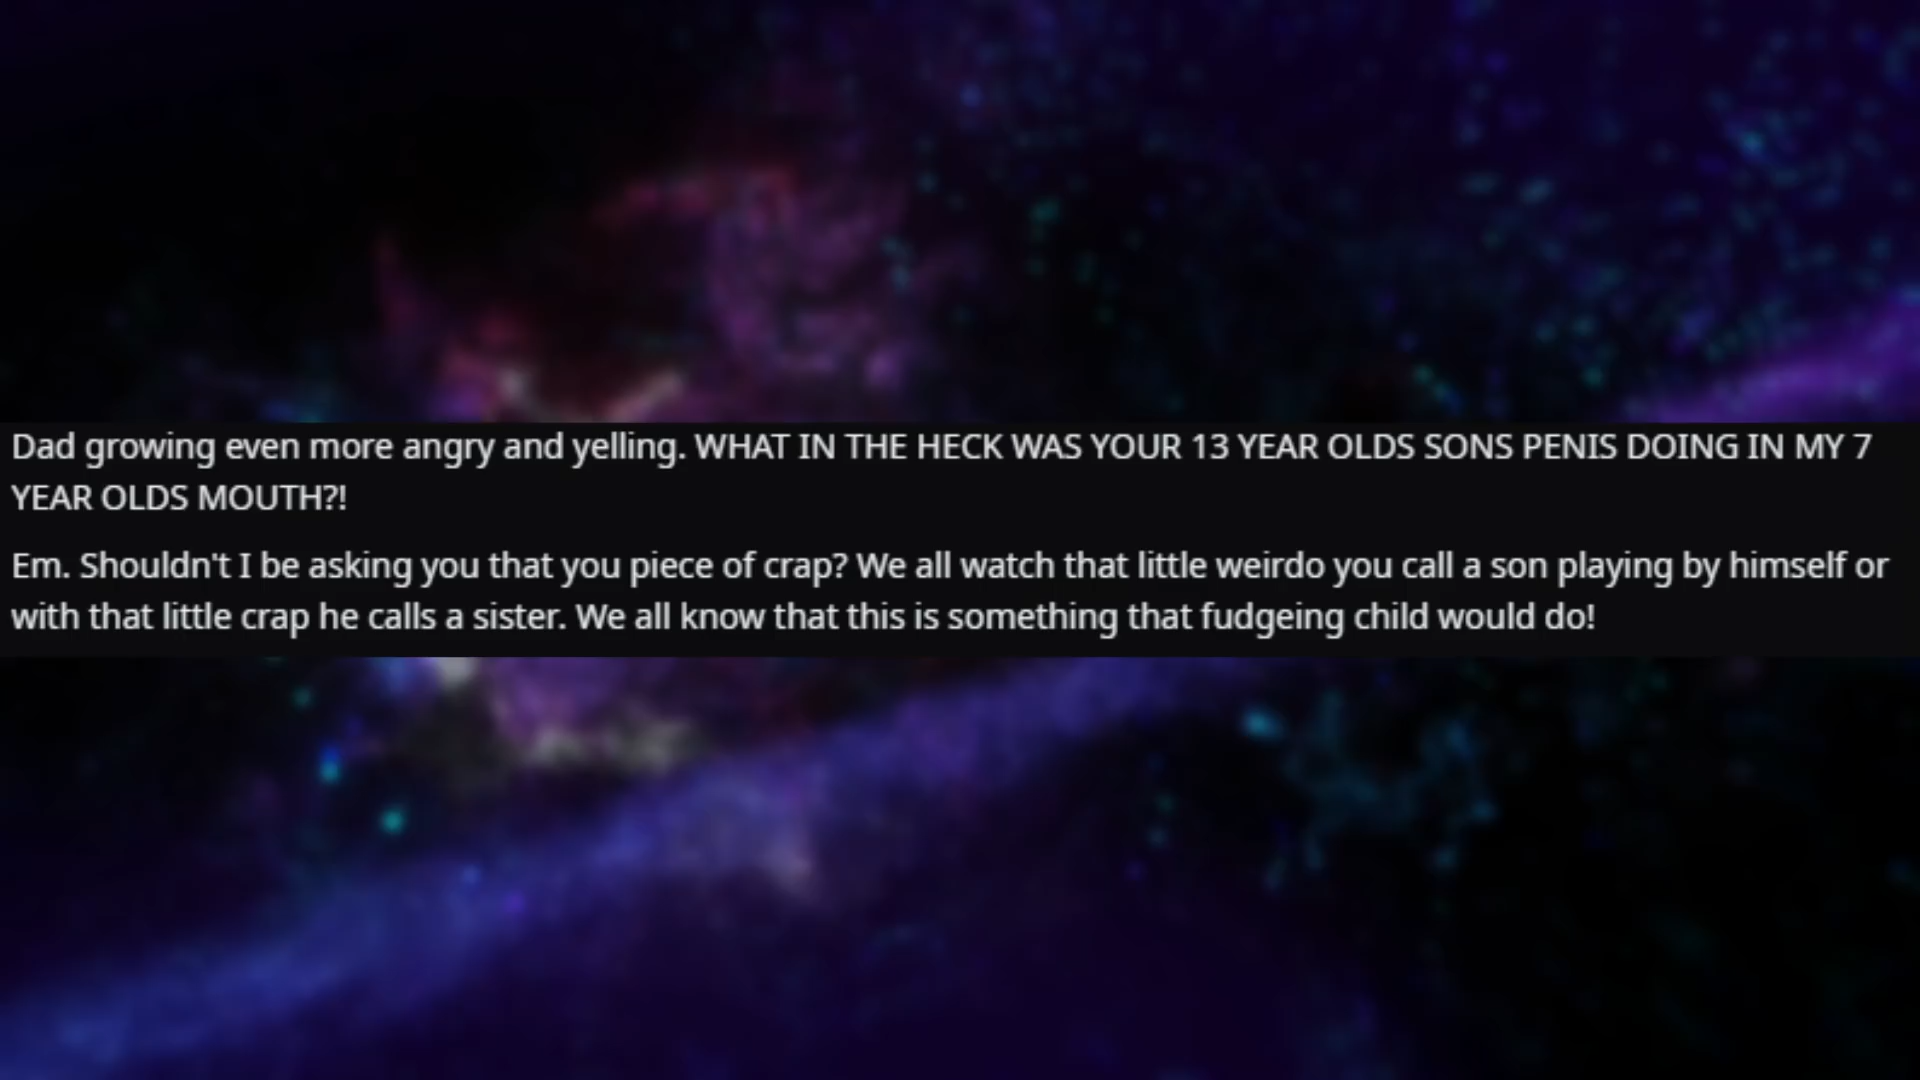 Dad growing even more angry and yelling. WHAT IN THE HECK WAS YOUR 13 YEAR OLDS SONS PENIS DOING IN MY 7
YEAR OLDS MOUTH?!
Em. Shouldn't I be asking you that you piece of crap? We all watch that little weirdo you call a son playing by himself or
with that little crap he calls a sister. We all know that this is something that fudgeing child would do!